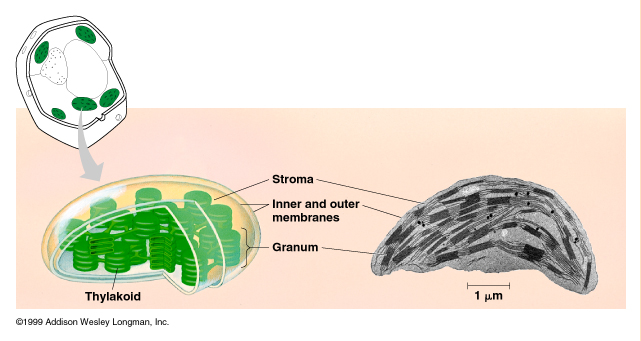 Stroma
Inner and outer
membranes
Granum
Thylakoid
1 μm
©1999 Addison Wesley Longman, Inc.